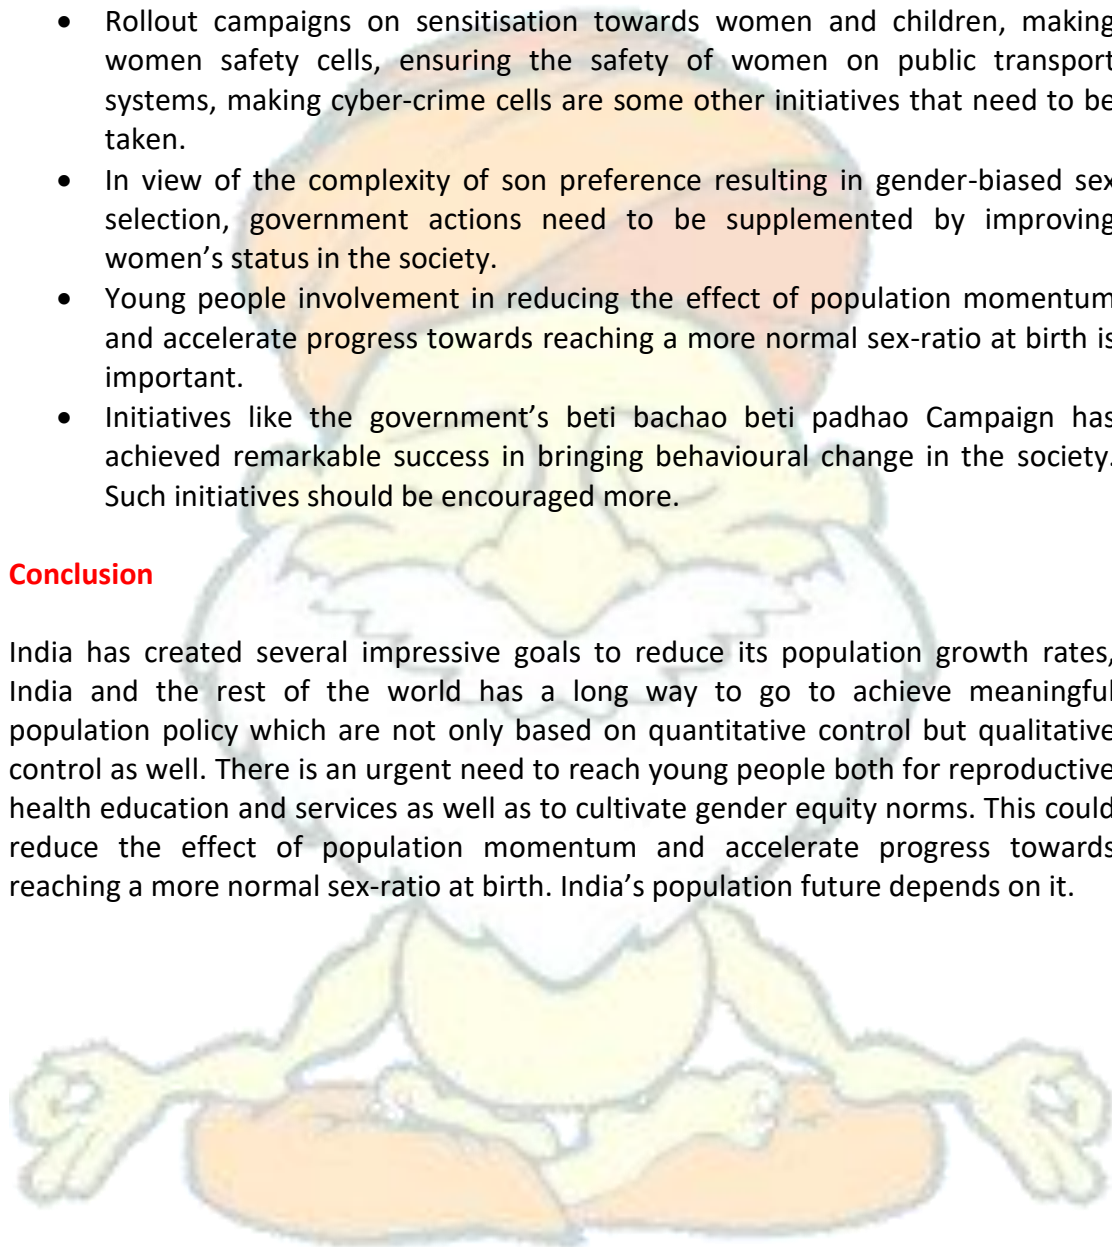 • Rollout campaigns on sensitisation towards women and children, making
women safety cells, ensuring the safety of women on public transport
systems, making cyber-crime cells are some other initiatives that need to be
taken.
• In view of the complexity of son preference resulting in gender-biased sex
selection, government actions need to be supplemented by improving
women’s status in the society.
• Young people involvement in reducing the effect of population momentum
and accelerate progress towards reaching a more normal sex-ratio at birth is
important.
• Initiatives like the government’s beti bachao beti padhao Campaign has
achieved remarkable success in bringing behavioural change in the society.
Such initiatives should be encouraged more.
Conclusion
India has created several impressive goals to reduce its population growth rates,
India and the rest of the world has a long way to go to achieve meaningful
population policy which are not only based on quantitative control but qualitative
control as well. There is an urgent need to reach young people both for reproductive
health education and services as well as to cultivate gender equity norms. This could
reduce the effect of population momentum and accelerate progress towards
reaching a more normal sex-ratio at birth. India’s population future depends on it.